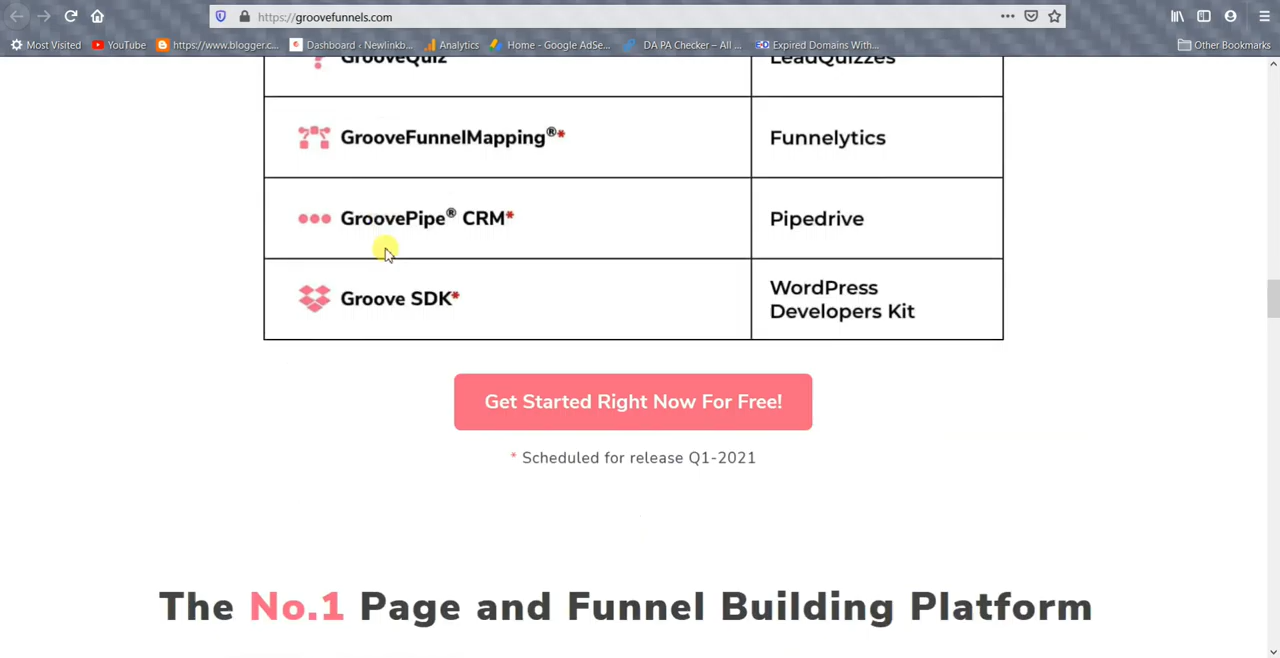 https://groovefunnels.com
Most Visited YouTube https://www.blogger.c... Dashboard ‹ Newlinkb... Analytics Home - Google AdSe... DA PA Checker – All ... Expired Domains With... Other Bookmarks
GrooveQuiz LeadQuizzes
GrooveFunnelMapping®* Funnelytics
GroovePipe® CRM* Pipedrive
Groove SDK* WordPress
Developers Kit
Get Started Right Now For Free!
* Scheduled for release Q1-2021
The No.1 Page and Funnel Building Platform